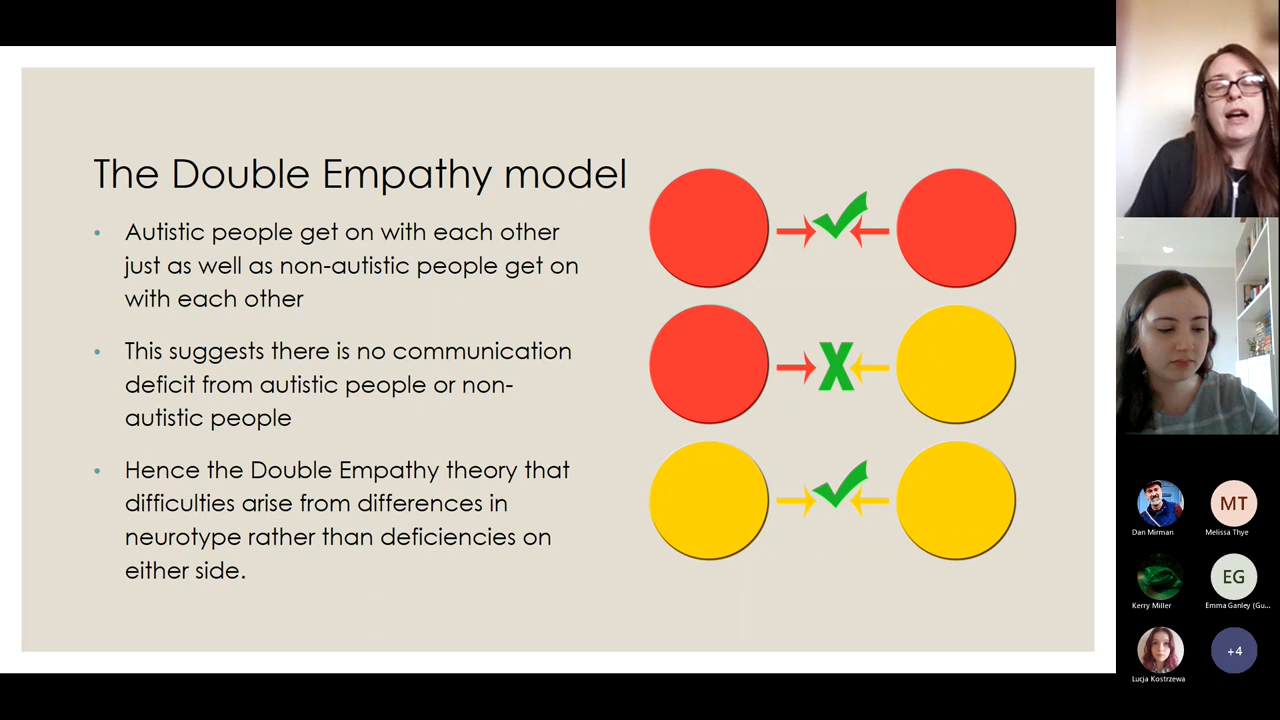 The Double Empathy model
• Autistic people get on with each other
just as well as non-autistic people get on
with each other
• This suggests there is no communication
deficit from autistic people or non-
autistic people
• Hence the Double Empathy theory that
difficulties arise from differences in
neurotype rather than deficiencies on
either side.
X
MT
Dan Mirman
Melissa Thye
EG
Kerry Miller
Emma Ganley (Gu...
+4
Lucja Kostrzewa